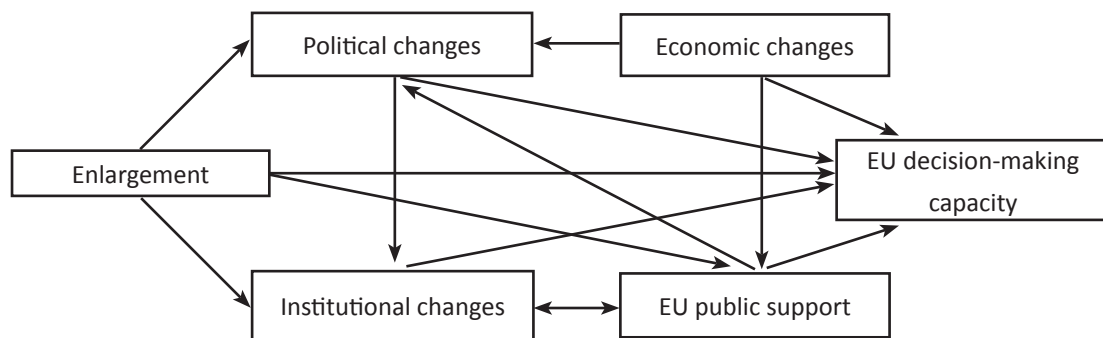 Political changes
Economic changes
Enlargement
EU decision-making
capacity
Institutional changes
EU public support